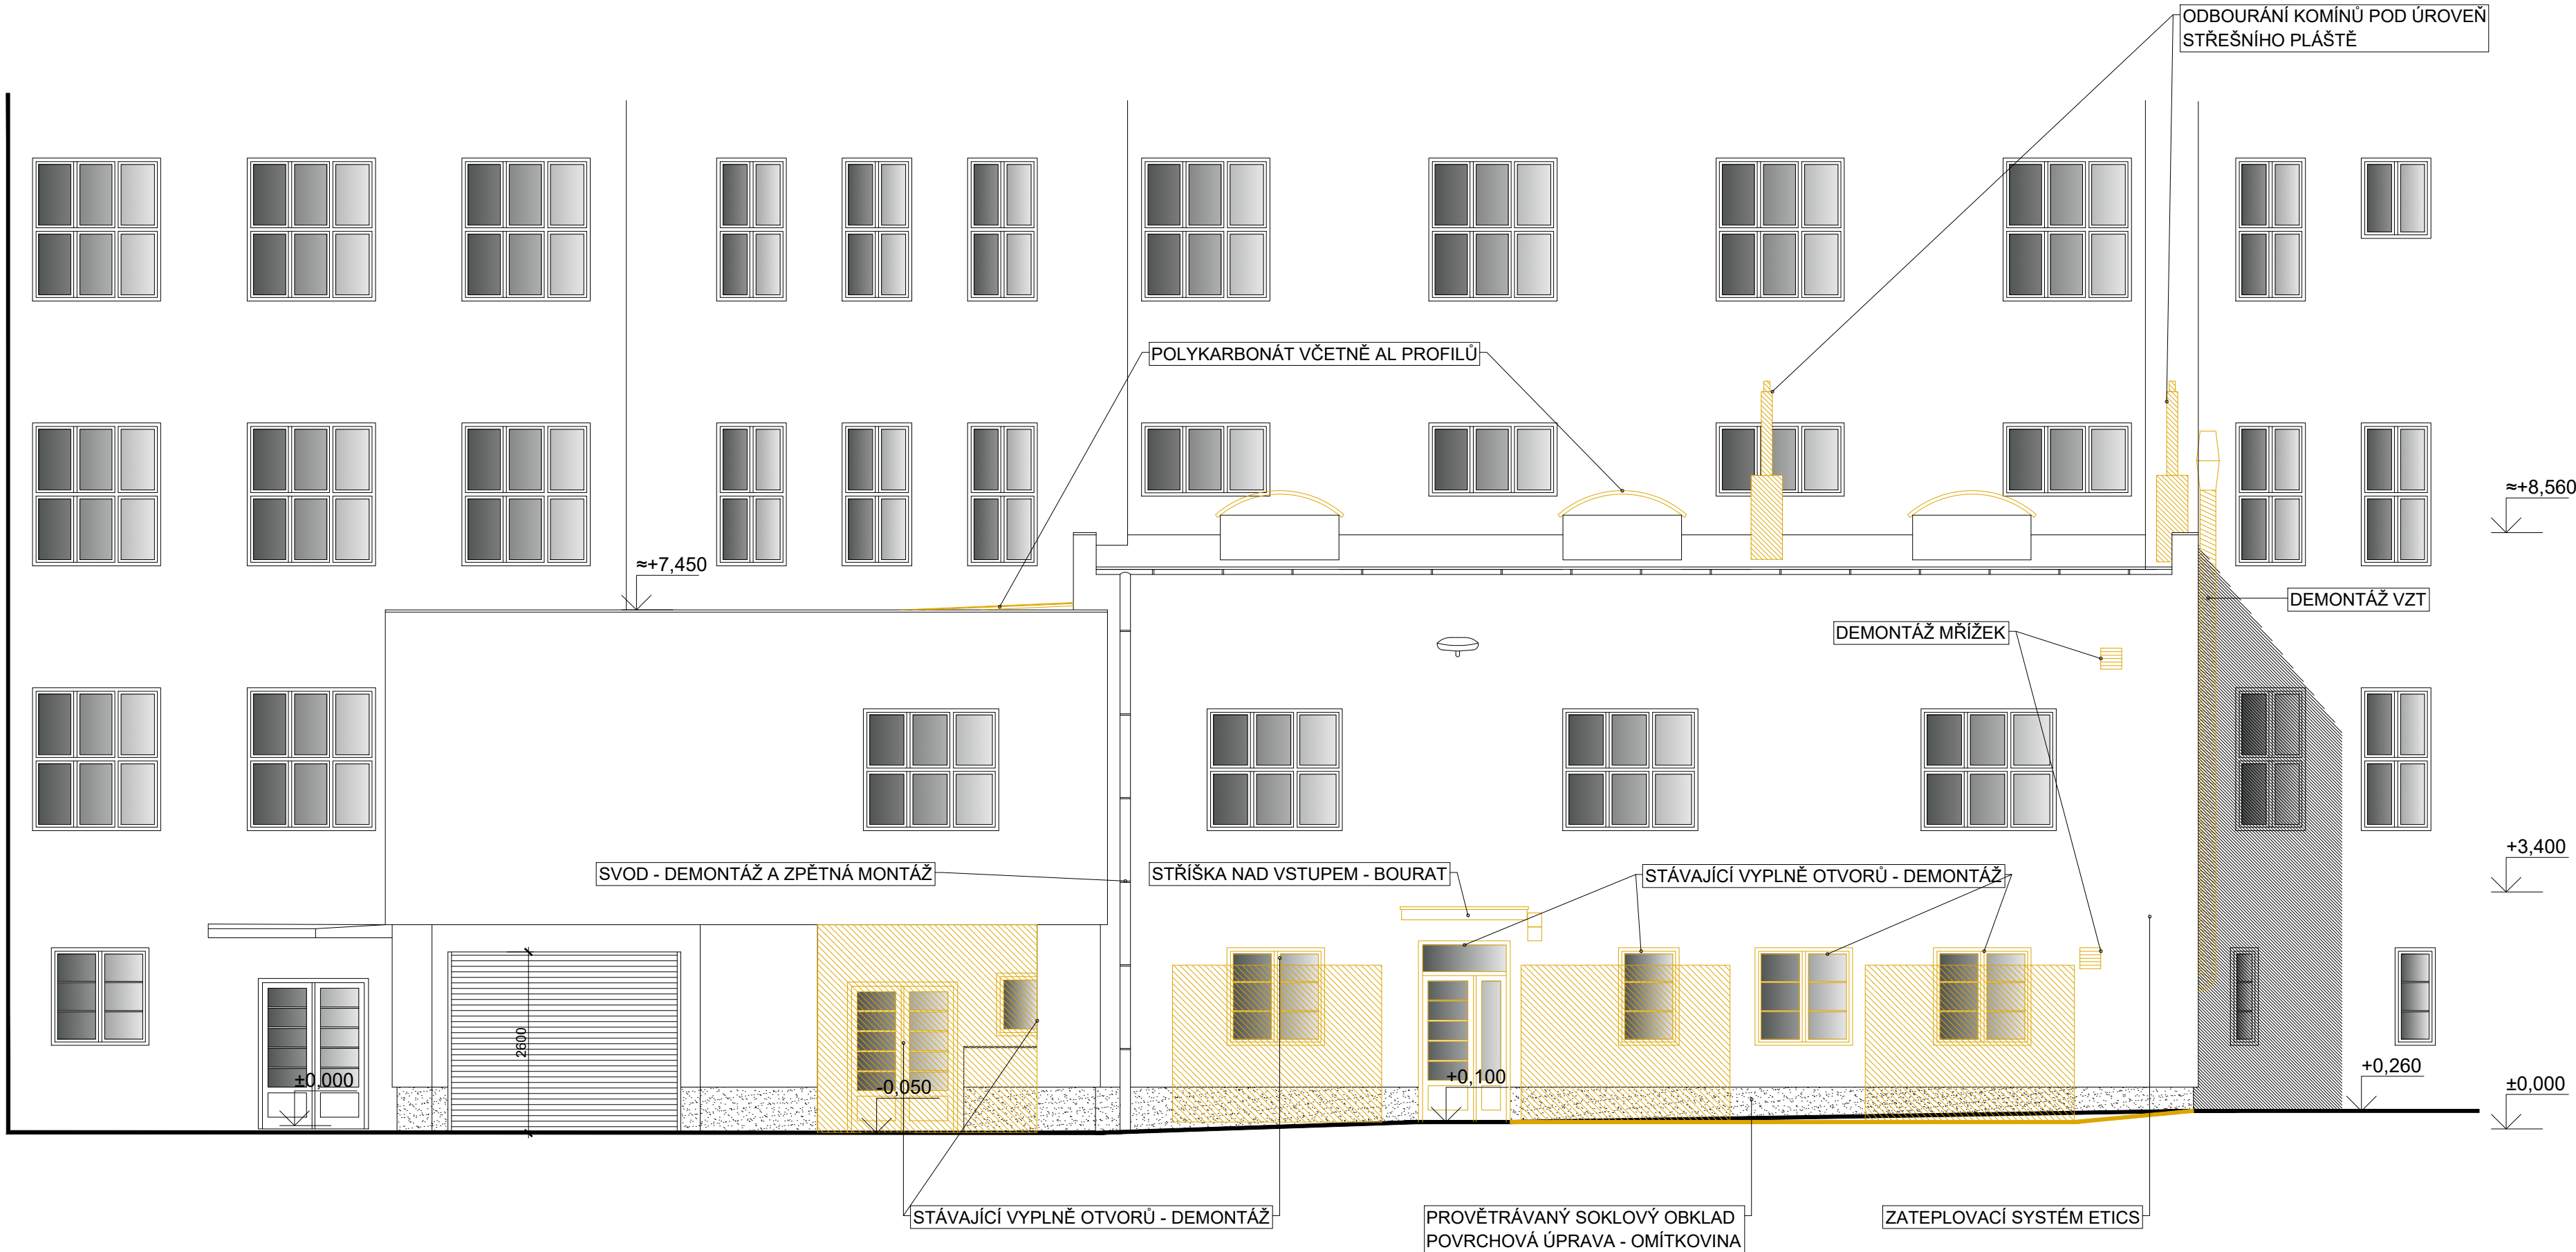 ODBOURÁNÍ KOMÍNŮ POD ÚROVEŇ
STŘEŠNÍHO PLÁŠTĚ
POLYKARBONÁT VČETNĚ AL PROFILŮ
≈+8,560
≈+7,450
DEMONTÁŽ VZT
DEMONTÁŽ MŘÍŽEK
+3,400
SVOD - DEMONTÁŽ A ZPĚTNÁ MONTÁŽ
STŘÍŠKA NAD VSTUPEM - BOURAT
STÁVAJÍCÍ VYPLNĚ OTVORŮ - DEMONTÁŽ
2600
±0,000
-0,050
+0,100
+0,260
±0,000
STÁVAJÍCÍ VYPLNĚ OTVORŮ - DEMONTÁŽ
PROVĚTRÁVANÝ SOKLOVÝ OBKLAD
POVRCHOVÁ ÚPRAVA - OMÍTKOVINA
ZATEPLOVACÍ SYSTÉM ETICS